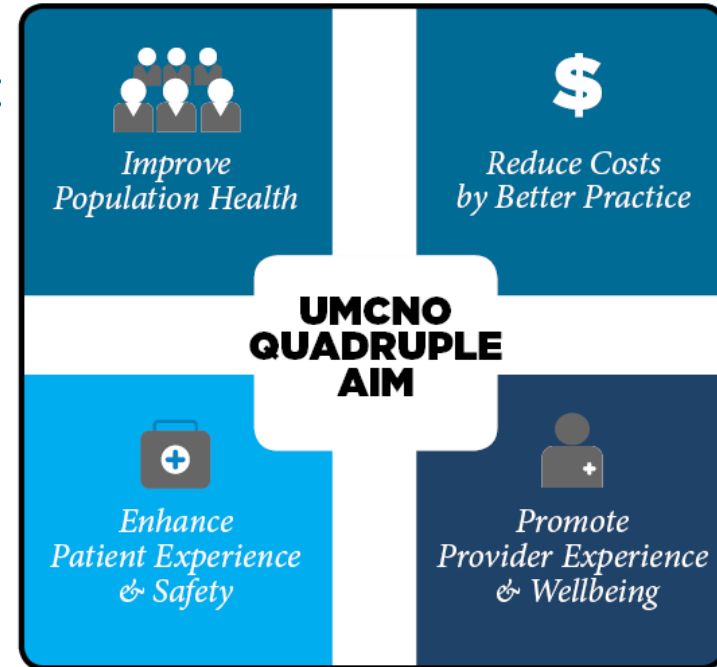 Improve
Population Health
$
Reduce Costs
by Better Practice
UMCNO
QUADRUPLE
AIM
Enhance
Patient Experience
& Safety
Promote
Provider Experience
& Wellbeing